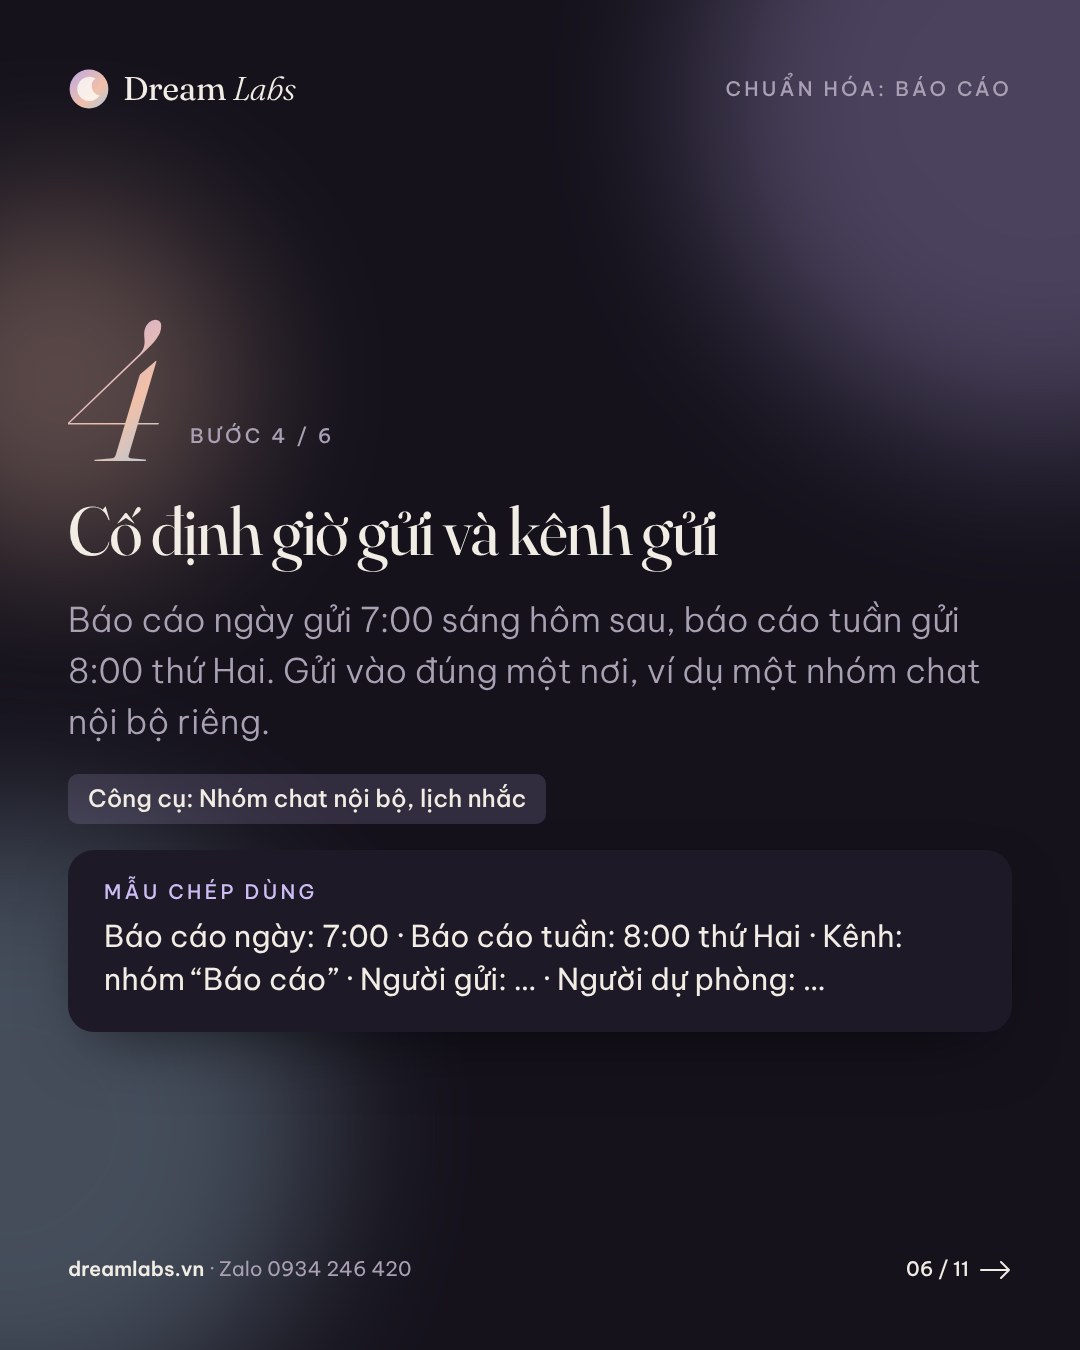 Dream Labs
CHUẨN HÓA: BÁO CÁO
4
BƯỚC 4 / 6
Cố định giờ gửi và kênh gửi
Báo cáo ngày gửi 7:00 sáng hôm sau, báo cáo tuần gửi
8:00 thứ Hai. Gửi vào đúng một nơi, ví dụ một nhóm chat
nội bộ riêng.
Công cụ: Nhóm chat nội bộ, lịch nhắc
MẪU CHÉP DÙNG
Báo cáo ngày: 7:00 · Báo cáo tuần: 8:00 thứ Hai · Kênh:
nhóm “Báo cáo” · Người gửi: ... · Người dự phòng: ...
dreamlabs.vn · Zalo 0934 246 420
06 / 11 →